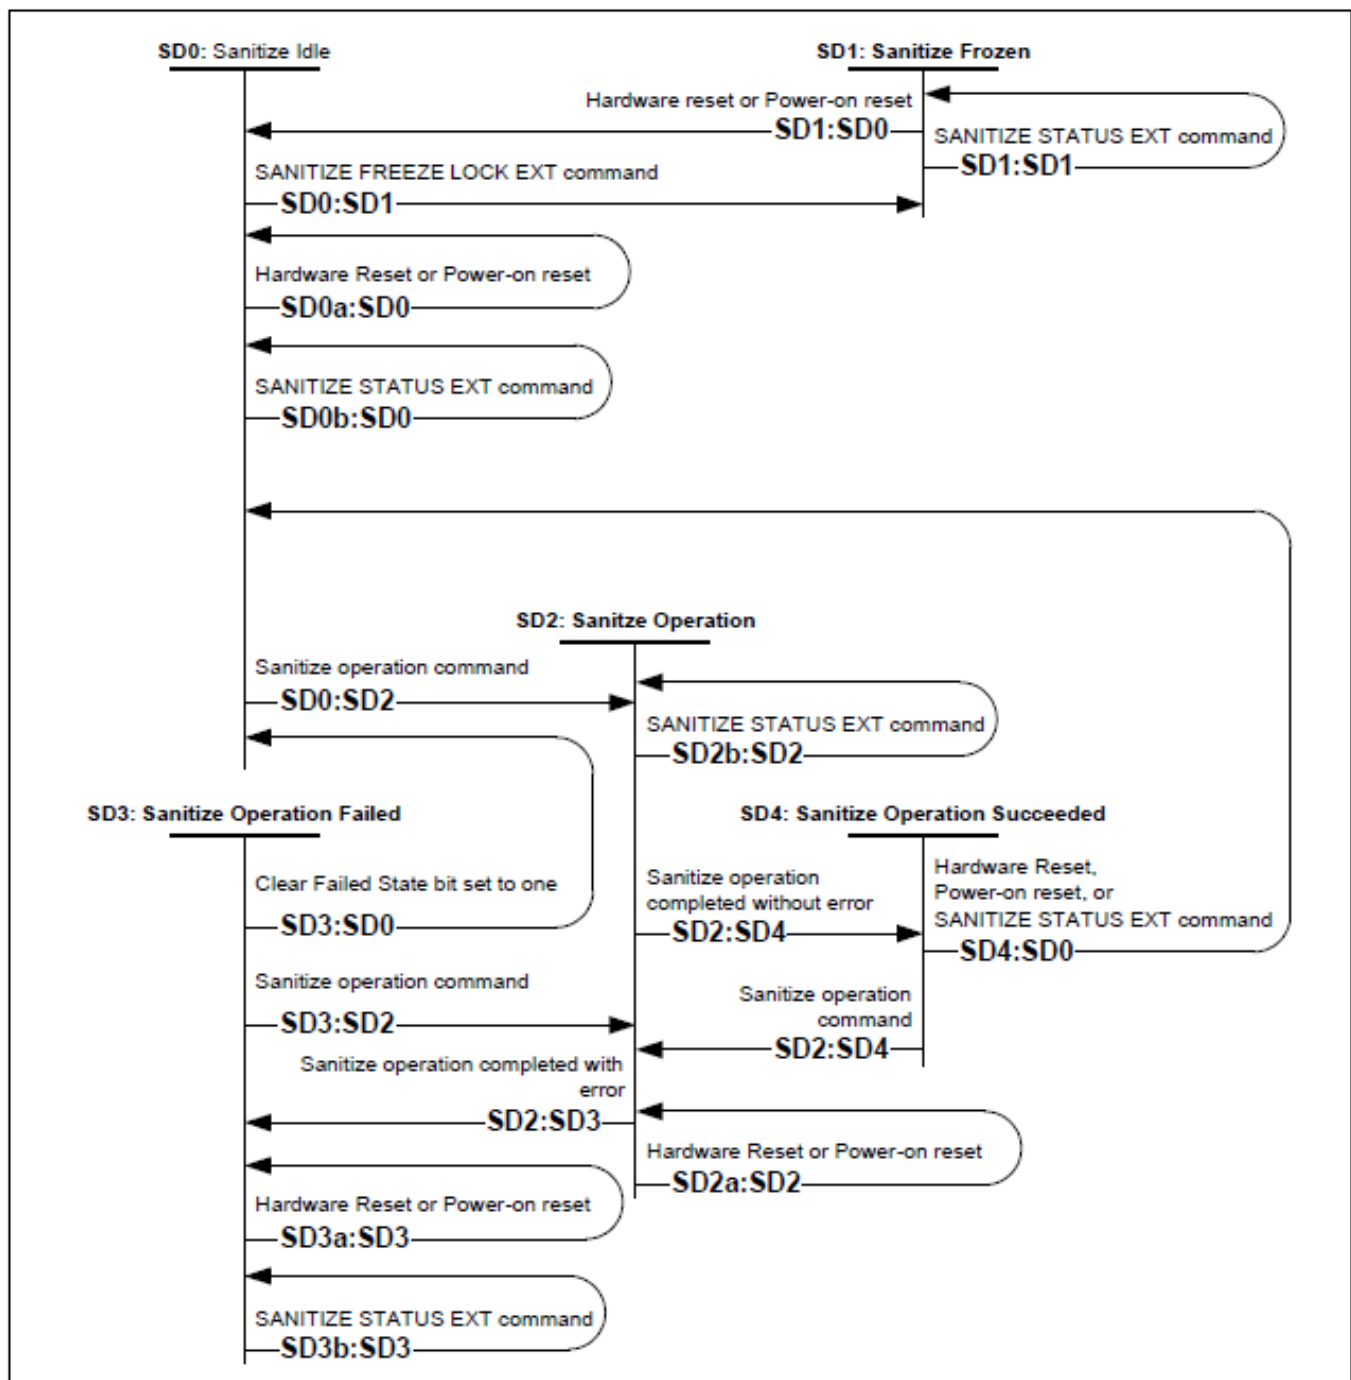 SD0: Sanitize Idle
SD1: Sanitize Frozen
Hardware reset or Power-on reset
SD1:SD0
SANITIZE STATUS EXT command
SD1:SD1
SANITIZE FREEZE LOCK EXT command
SD0:SD1
Hardware Reset or Power-on reset
SD0a:SD0
SANITIZE STATUS EXT command
SD0b:SD0
SD2: Sanitze Operation
Sanitize operation command
SD0:SD2
SANITIZE STATUS EXT command
SD2b:SD2
SD3: Sanitize Operation Failed
SD4: Sanitize Operation Succeeded
Clear Failed State bit set to one
SD3:SD0
Sanitize operation
completed without error
SD2:SD4
Hardware Reset,
Power-on reset, or
SANITIZE STATUS EXT command
SD4:SD0
Sanitize operation command
SD3:SD2
Sanitize operation
command
SD2:SD4
Sanitize operation completed with
error
SD2:SD3
Hardware Reset or Power-on reset
SD2a:SD2
Hardware Reset or Power-on reset
SD3a:SD3
SANITIZE STATUS EXT command
SD3b:SD3